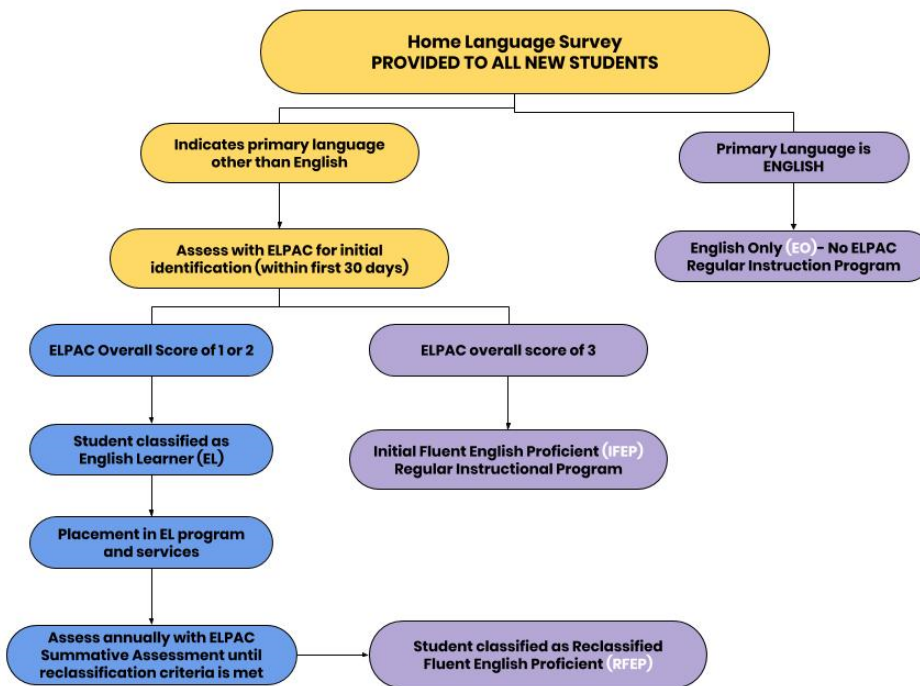 Home Language Survey
PROVIDED TO ALL NEW STUDENTS
Indicates primary language
other than English
Primary Language is
ENGLISH
Assess with ELPAC for initial
identification (within first 30 days)
English Only (EO)- No ELPAC
Regular Instruction Program
ELPAC Overall Score of 1 or 2
ELPAC overall score of 3
Student classified as
English Learner (EL)
Initial Fluent English Proficient (IFEP)
Regular Instructional Program
Placement in EL program
and services
Assess annually with ELPAC
Summative Assessment until
reclassification criteria is met
Student classified as Reclassified
Fluent English Proficient (RFEP)